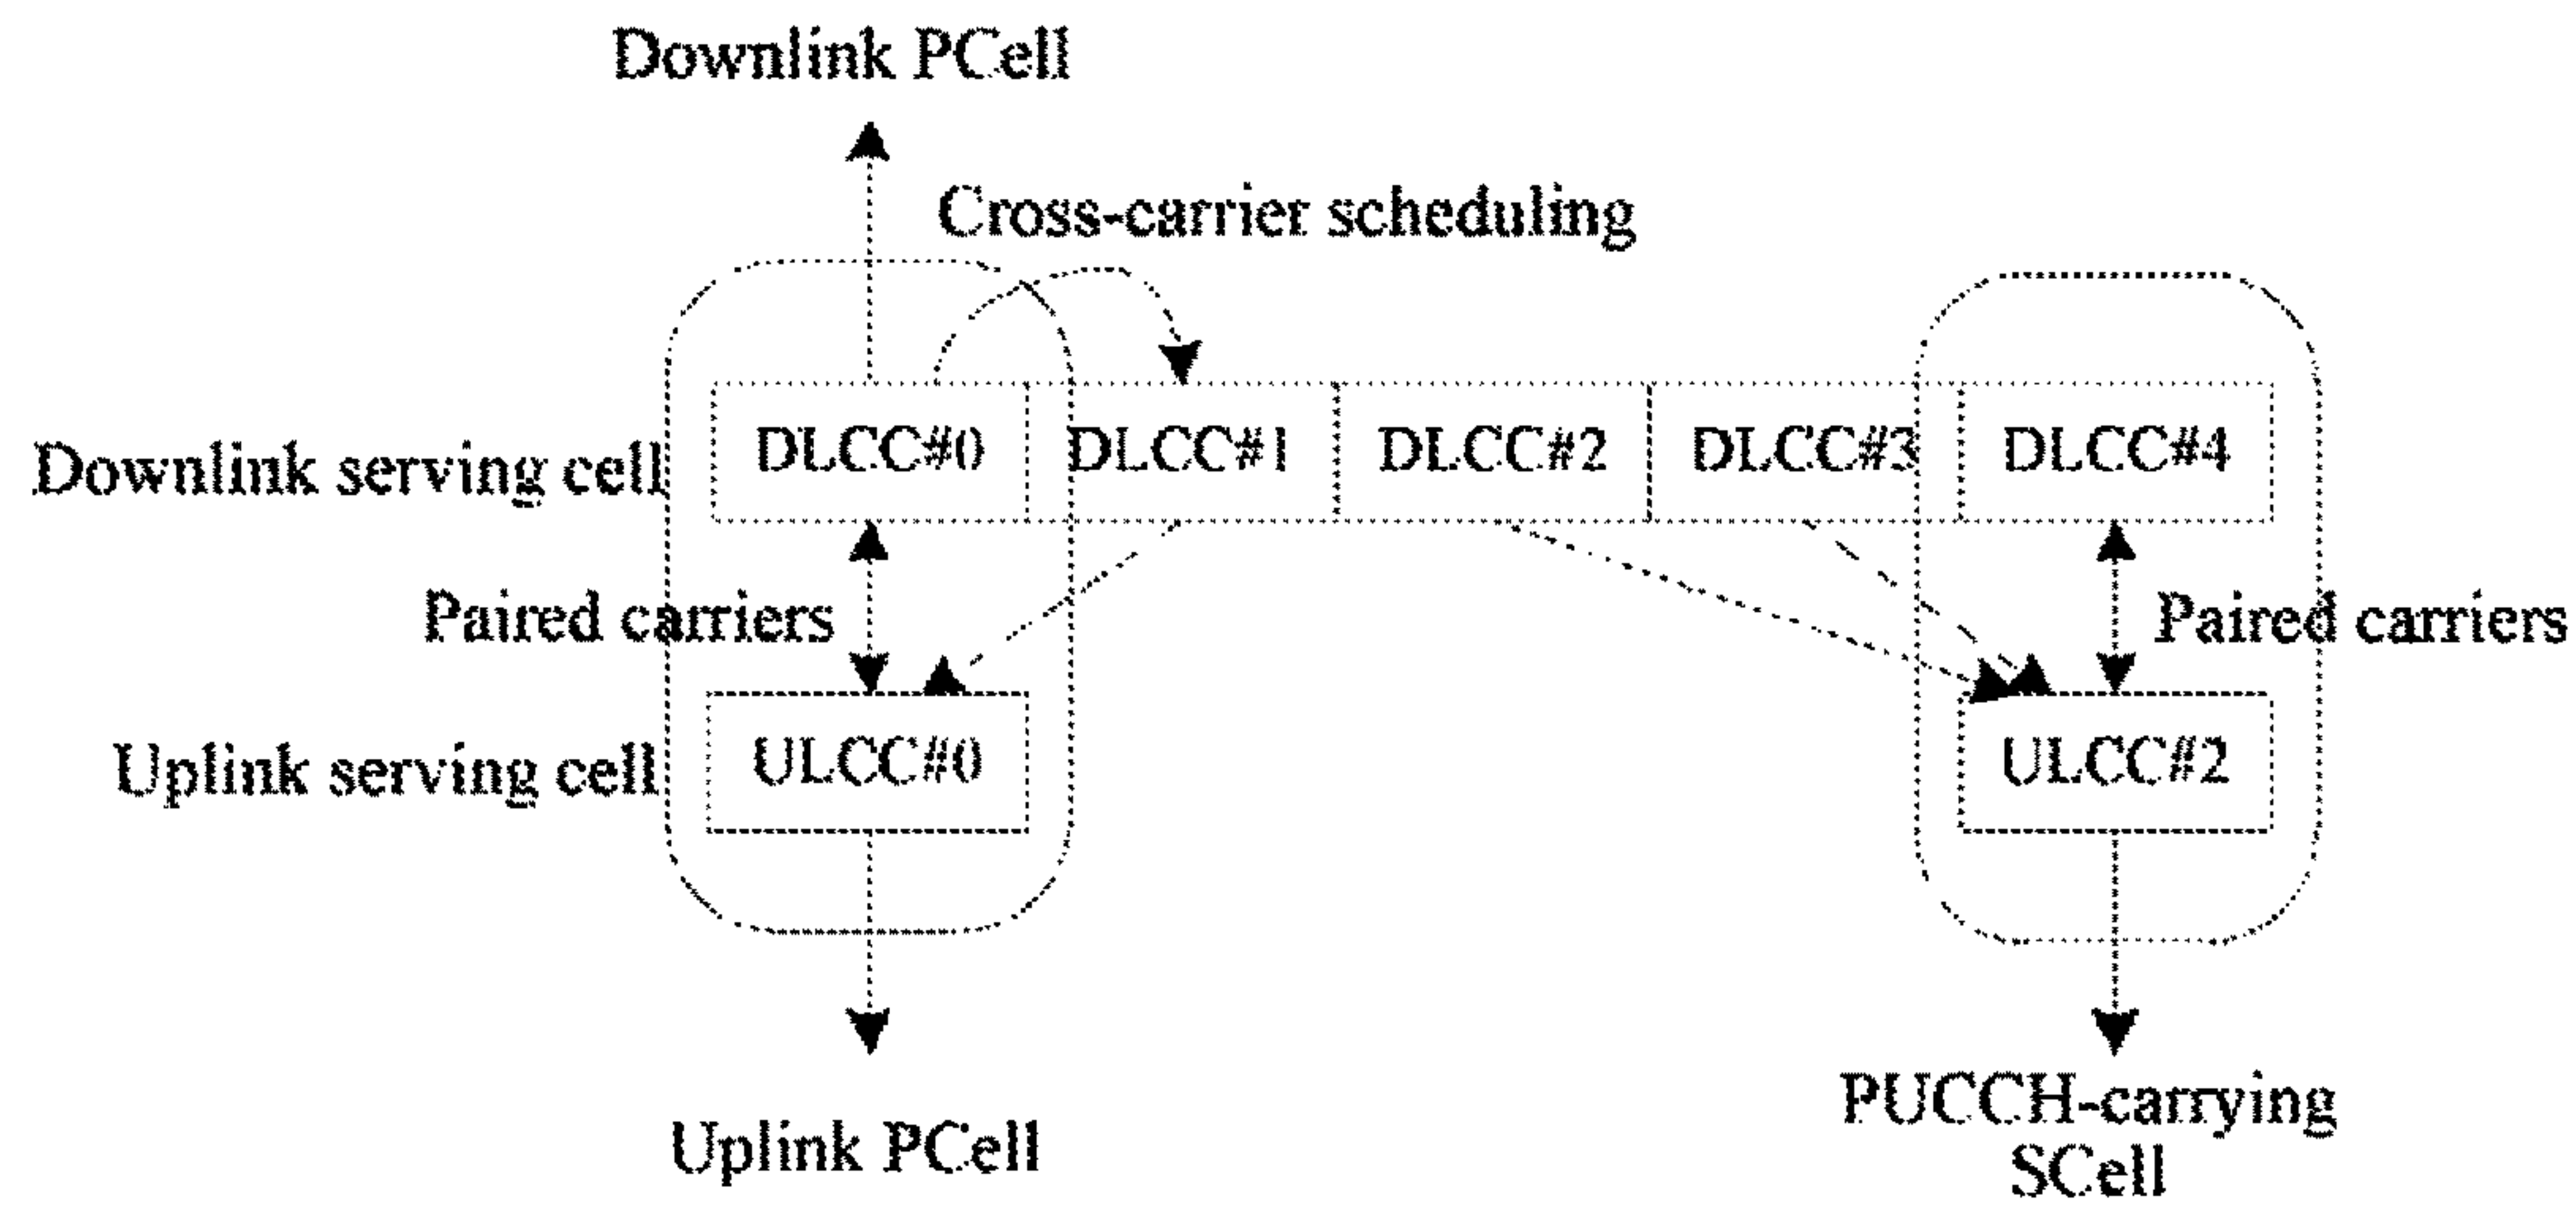 Downlink PCell
Cross-carrier scheduling
Downlink serving cell
DLCC#0
DLCC#1
DLCC#2
DLCC#3
DLCC#4
Paired carriers
Paired carriers
Uplink serving cell
ULCC#0
ULCC#2
Uplink PCell
PUCCH-carrying
SCell